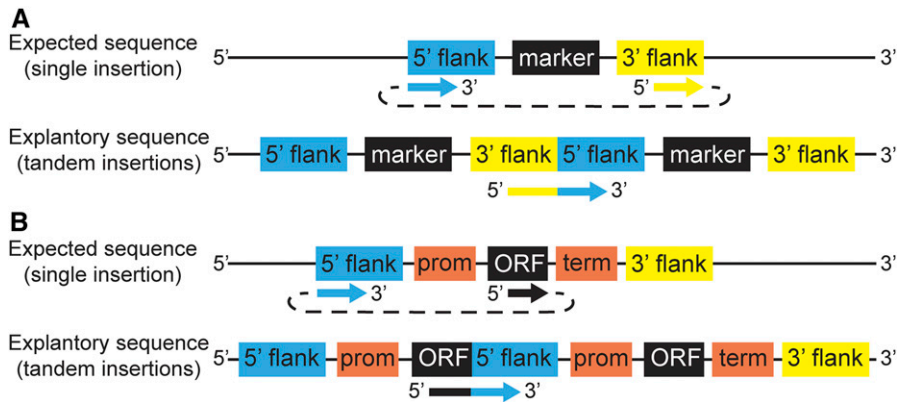 A
Expected sequence
(single insertion)
5’ 5’ flank marker 3’ flank 3’
3’ 5’
Explantory sequence
(tandem insertions)
5’ 5’ flank marker 3’ flank 5’ flank marker 3’ flank 3’
5’ 3’
B
Expected sequence
(single insertion)
5’ 5’ flank prom ORF term 3’ flank 3’
3’ 5’
Explantory sequence
(tandem insertions)
5’ 5’ flank prom ORF 5’ flank prom ORF term 3’ flank 3’
5’ 3’